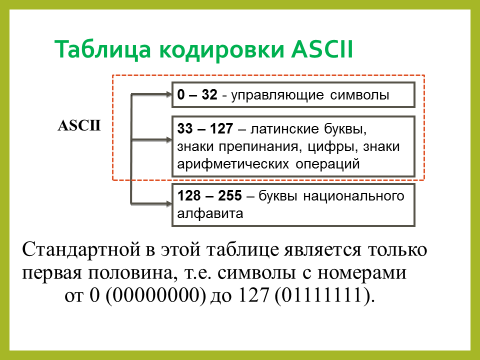 Таблица кодировки ASCII
0 – 32 - управляющие символы
ASCII
33 – 127 – латинские буквы,
знаки препинания, цифры, знаки
арифметических операций
128 – 255 – буквы национального
алфавита
Стандартной в этой таблице является только
первая половина, т.е. символы с номерами
от 0 (00000000) до 127 (01111111).